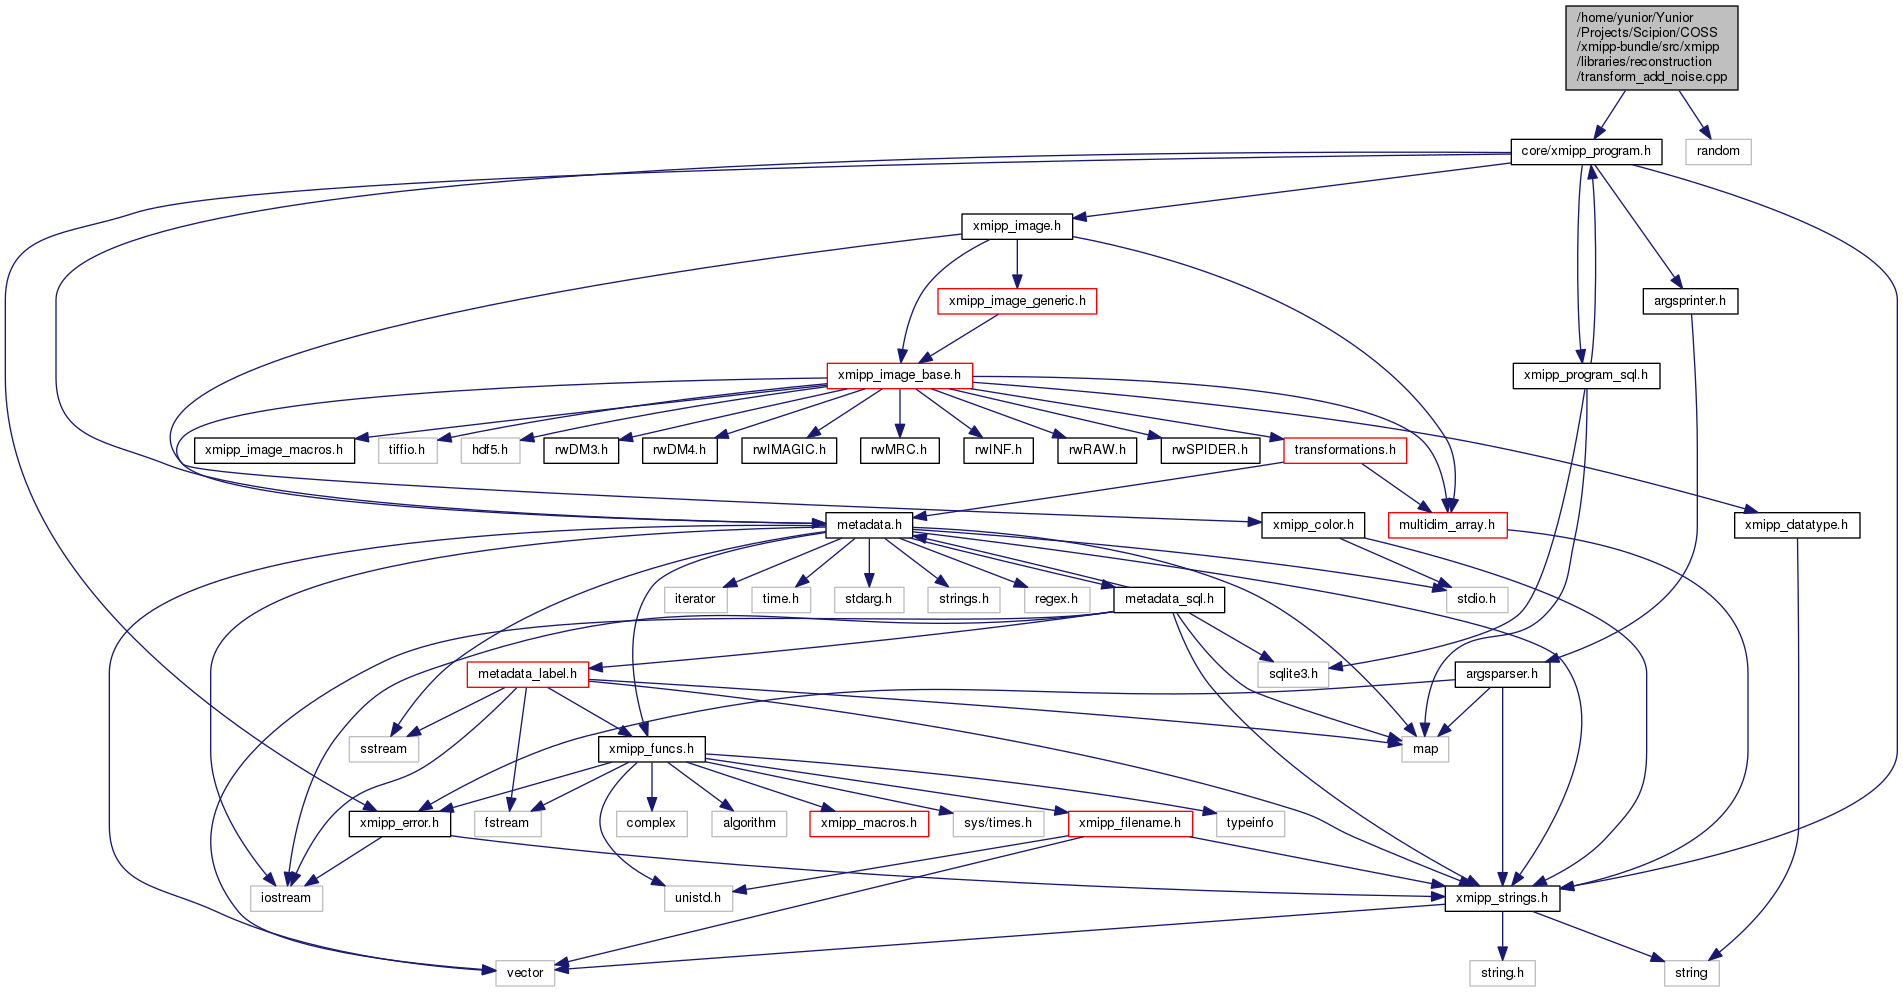 /home/yunior/Yunior
/Projects/Scipion/COSS
/xmipp-bundle/src/xmipp
/libraries/reconstruction
/transform_add_noise.cpp
core/xmipp_program.h
random
xmipp_image.h
xmipp_image_generic.h
argsprinter.h
xmipp_image_base.h
xmipp_program_sql.h
xmipp_image_macros.h
tiffio.h
hdf5.h
rwDM3.h
rwDM4.h
rwIMAGIC.h
rwMRC.h
rwINF.h
rwRAW.h
rwSPIDER.h
transformations.h
metadata.h
xmipp_color.h
multidim_array.h
xmipp_datatype.h
iterator
time.h
stdarg.h
strings.h
regex.h
metadata_sql.h
stdio.h
metadata_label.h
sqlite3.h
argsparser.h
sstream
xmipp_funcs.h
map
xmipp_error.h
fstream
complex
algorithm
xmipp_macros.h
sys/times.h
xmipp_filename.h
typeinfo
iostream
unistd.h
xmipp_strings.h
vector
string.h
string